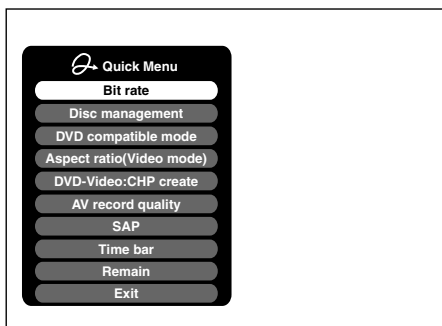 Quick Menu
Bit rate
Disc management
DVD compatible mode
Aspect ratio(Video mode)
DVD-Video:CHP create
AV record quality
SAP
Time bar
Remain
Exit